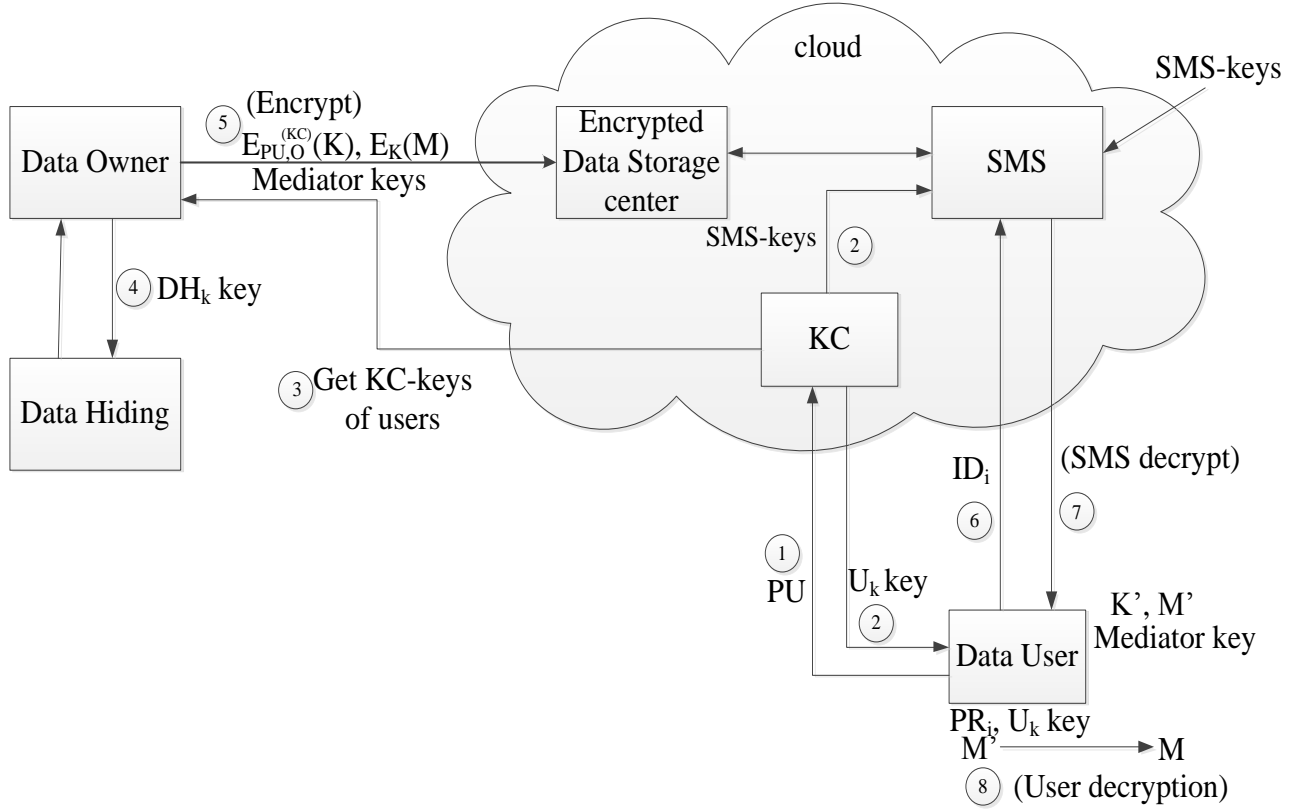 cloud
SMS-keys
5 (Encrypt)
E_PU,O^(KC)(K), E_K(M)
Mediator keys
Data Owner
Encrypted
Data Storage
center
SMS
SMS-keys
2
4 DH_k key
KC
3 Get KC-keys
of users
Data Hiding
ID_i
6
(SMS decrypt)
7
1
PU
U_k key
2
K’, M’
Mediator key
Data User
PR_i, U_k key
M’ M
8 (User decryption)